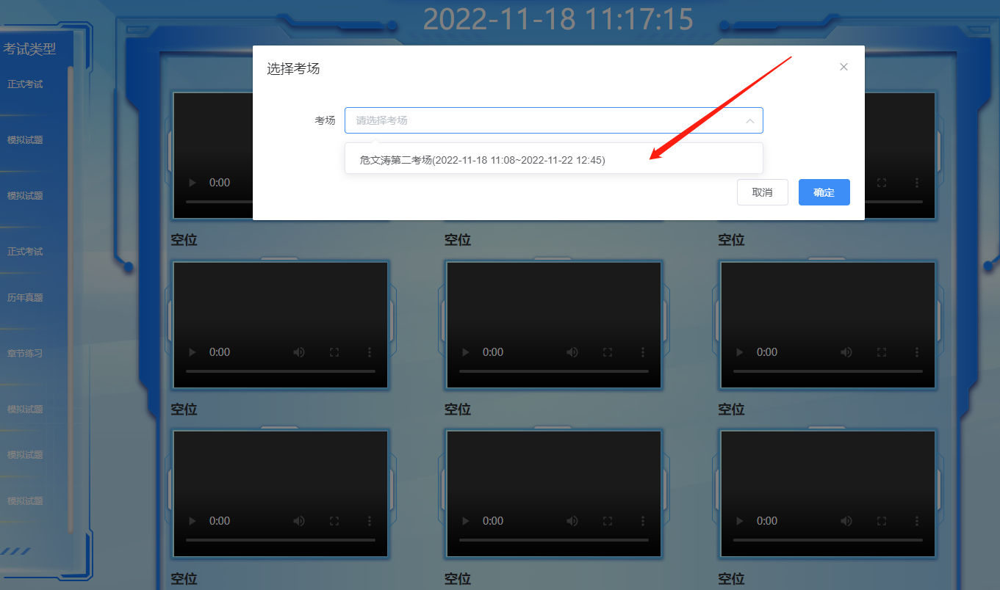 2022-11-18 11:17:15
考试类型
正式考试
模拟试题
模拟试题
正式考试
历年真题
章节练习
模拟试题
模拟试题
模拟试题
选择考场
考场 请选择考场
危文涛第二考场(2022-11-18 11:08~2022-11-22 12:45)
取消 确定
0:00
空位 空位 空位
0:00 0:00 0:00
空位 空位 空位
0:00 0:00 0:00
空位 空位 空位